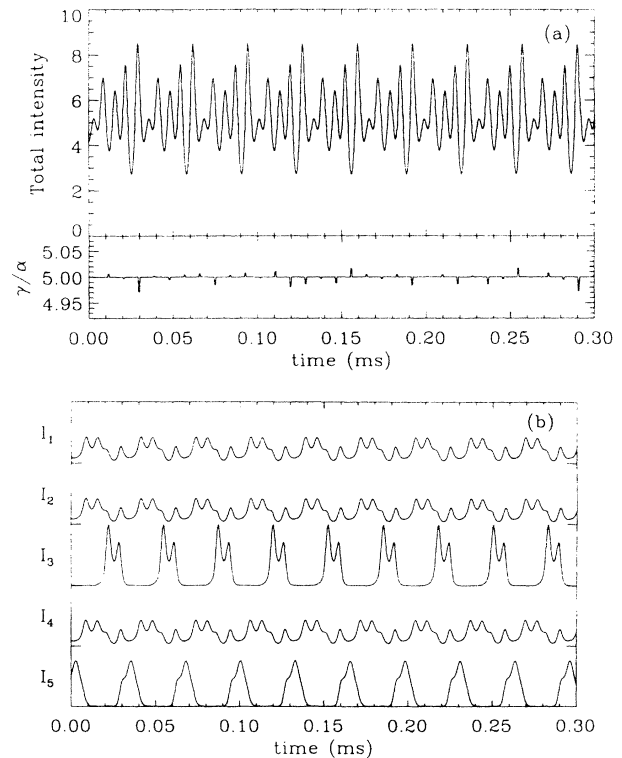 (a)
10
8
6
4
2
0
Total intensity
5.05
5.00
4.95
γ/α
0.00 0.05 0.10 0.15 0.20 0.25 0.30
time (ms)
(b)
I₁
I₂
I₃
I₄
I₅
0.00 0.05 0.10 0.15 0.20 0.25 0.30
time (ms)